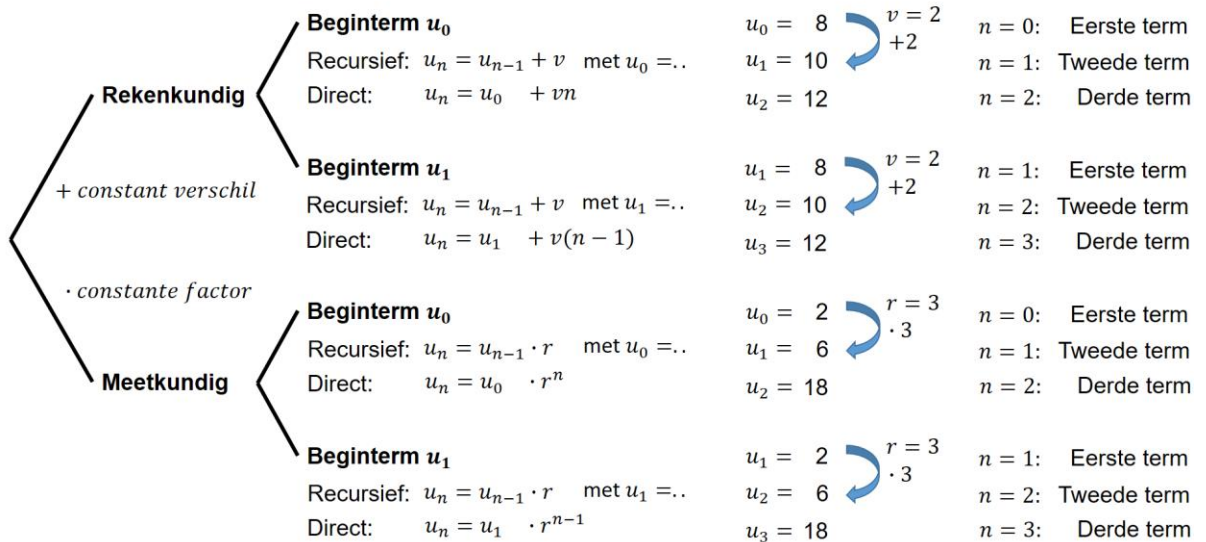 Beginterm u₀ u₀ = 8 v = 2 n = 0: Eerste term
+2
Recursief: uₙ = uₙ₋₁ + v met u₀ =.. u₁ = 10 n = 1: Tweede term
Rekenkundig Direct: uₙ = u₀ + vn u₂ = 12 n = 2: Derde term
Beginterm u₁ u₁ = 8 v = 2 n = 1: Eerste term
+ constant verschil +2
Recursief: uₙ = uₙ₋₁ + v met u₁ =.. u₂ = 10 n = 2: Tweede term
Direct: uₙ = u₁ + v(n − 1) u₃ = 12 n = 3: Derde term
· constante factor
Beginterm u₀ u₀ = 2 r = 3 n = 0: Eerste term
· 3
Recursief: uₙ = uₙ₋₁ · r met u₀ =.. u₁ = 6 n = 1: Tweede term
Meetkundig Direct: uₙ = u₀ · rⁿ u₂ = 18 n = 2: Derde term
Beginterm u₁ u₁ = 2 r = 3 n = 1: Eerste term
· 3
Recursief: uₙ = uₙ₋₁ · r met u₁ =.. u₂ = 6 n = 2: Tweede term
Direct: uₙ = u₁ · rⁿ⁻¹ u₃ = 18 n = 3: Derde term